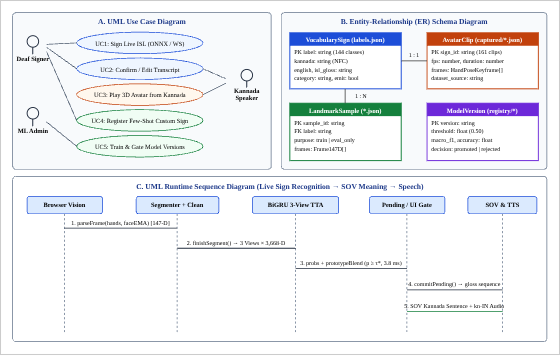 A. UML Use Case Diagram
Deaf Signer
ML Admin
Kannada
Speaker
UC1: Sign Live ISL (ONNX / WS)
UC2: Confirm / Edit Transcript
UC3: Play 3D Avatar from Kannada
UC4: Register Few-Shot Custom Sign
UC5: Train & Gate Model Versions
B. Entity-Relationship (ER) Schema Diagram
VocabularySign (labels.json)
PK label: string (144 classes)
kannada: string (NFC)
english, isl_gloss: string
category: string, emit: bool
1 : 1
AvatarClip (captured/*.json)
PK sign_id: string (161 clips)
fps: number, duration: number
frames: HandPoseKeyframe[]
dataset_source: string
1 : N
LandmarkSample (*.json)
PK sample_id: string
FK label: string
purpose: train | eval_only
frames: Frame147D[]
ModelVersion (registry/*)
PK version: string
threshold: float (0.50)
macro_f1, accuracy: float
decision: promoted | rejected
C. UML Runtime Sequence Diagram (Live Sign Recognition → SOV Meaning → Speech)
Browser Vision
Segmenter + Clean
BiGRU 3-View TTA
Pending / UI Gate
SOV & TTS
1. parseFrame(hands, faceEMA) [147-D]
2. finishSegment() → 3 Views = 3,668-D
3. probs + prototypeBlend (p ≥ τ*, 3.8 ms)
4. commitPending() → gloss sequence
5. SOV Kannada Sentence + kn-IN Audio